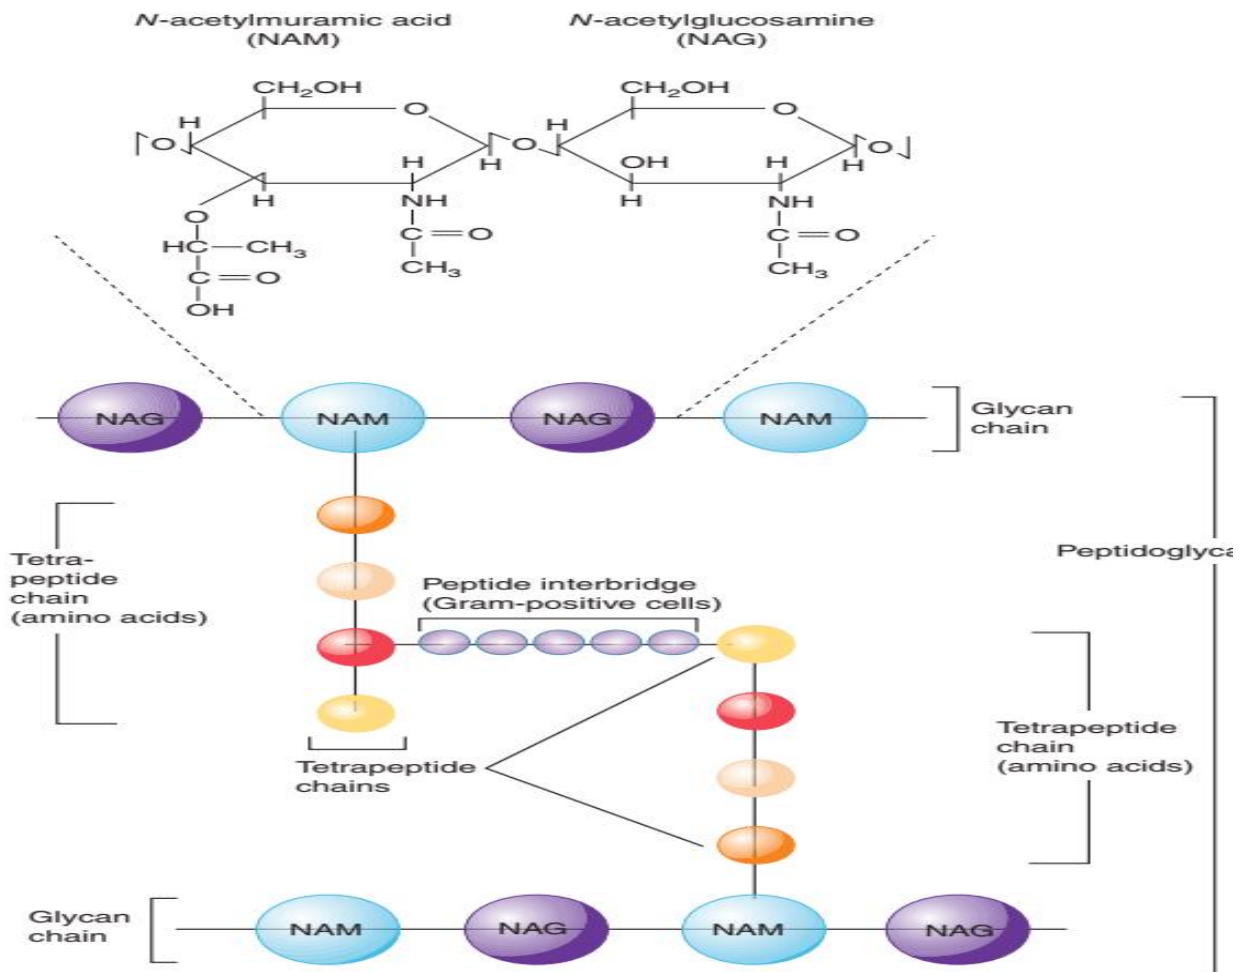 N-acetylmuramic acid
(NAM)
N-acetylglucosamine
(NAG)
CH₂OH
CH₂OH
O
O
H
H
O
O
O
H
OH
H
H
H
H
H
NH
NH
O
HC—CH₃
C=O
C=O
C=O
CH₃
CH₃
OH
NAG
NAM
NAG
NAM
Glycan
chain
Tetra-
peptide
chain
(amino acids)
Peptide interbridge
(Gram-positive cells)
Peptidoglyca
Tetrapeptide
chains
Tetrapeptide
chain
(amino acids)
Glycan
chain
NAM
NAG
NAM
NAG